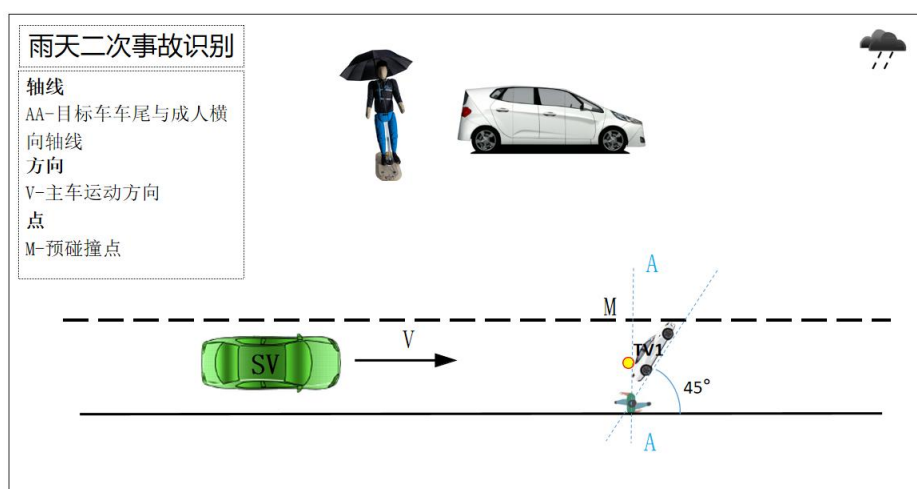 雨天二次事故识别
轴线
AA-目标车车尾与成人横
向轴线
方向
V-主车运动方向
点
M-预碰撞点
A
M
V
SV
TV1
45°
A